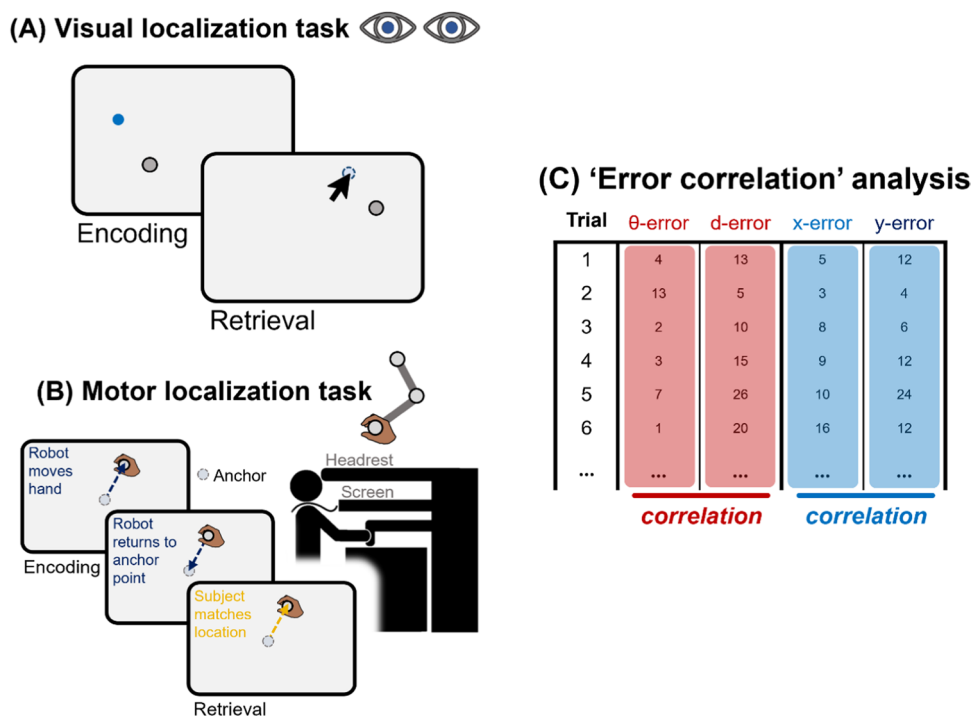 (A) Visual localization task
Encoding
Retrieval
(B) Motor localization task
Robot
moves
hand
Anchor
Encoding
Robot
returns to
anchor
point
Subject
matches
location
Retrieval
Headrest
Screen
(C) ‘Error correlation’ analysis
Trial θ-error d-error x-error y-error
1 4 13 5 12
2 13 5 3 4
3 2 10 8 6
4 3 15 9 12
5 7 26 10 24
6 1 20 16 12
... ... ... ... ...
correlation correlation